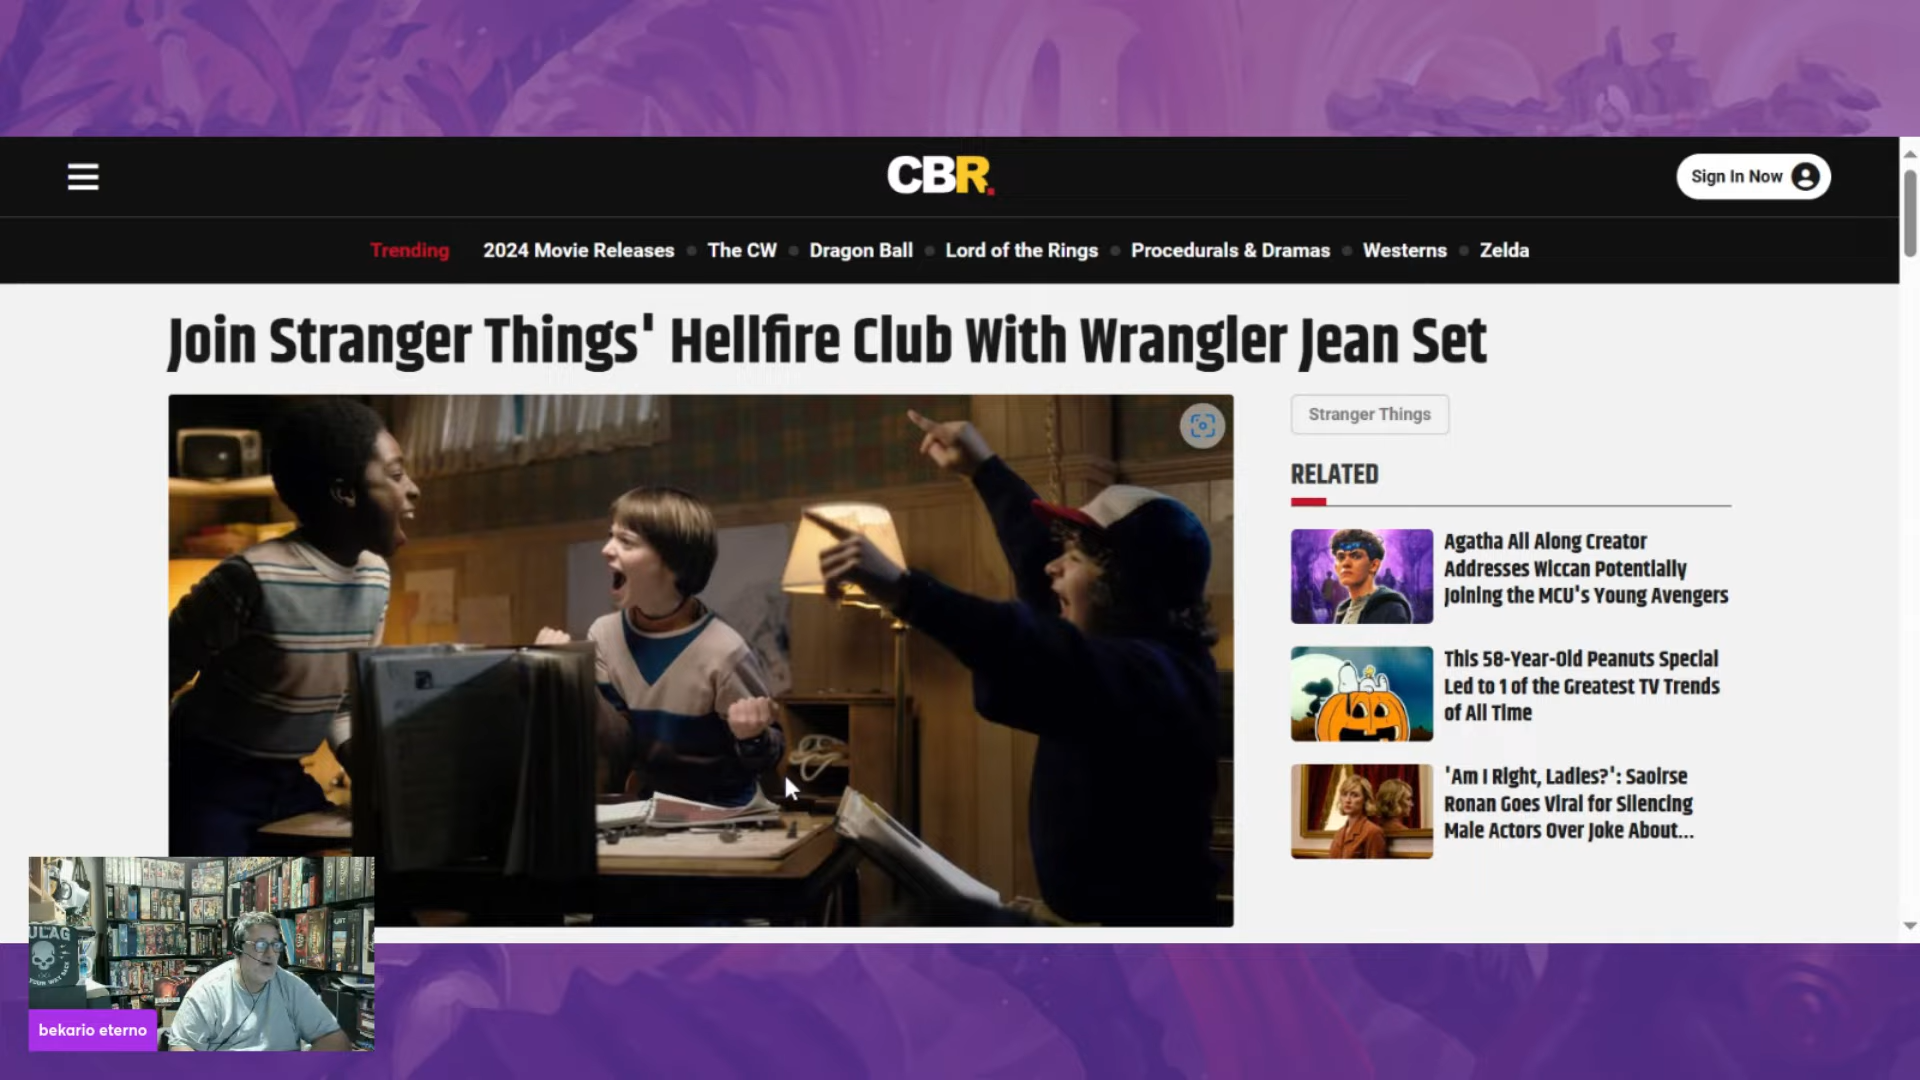 CBR.
Sign In Now
Trending
2024 Movie Releases
The CW
Dragon Ball
Lord of the Rings
Procedurals & Dramas
Westerns
Zelda
Join Stranger Things' Hellfire Club With Wrangler Jean Set
Stranger Things
RELATED
Agatha All Along Creator
Addresses Wiccan Potentially
Joining the MCU's Young Avengers
This 58-Year-Old Peanuts Special
Led to 1 of the Greatest TV Trends
of All Time
'Am I Right, Ladies?': Saoirse
Ronan Goes Viral for Silencing
Male Actors Over Joke About...
ULAG
bekario eterno